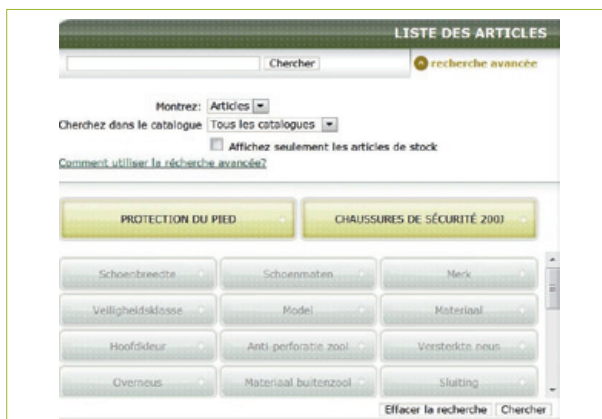 LISTE DES ARTICLES
Chercher recherche avancée
Montrez: Articles
Cherchez dans le catalogue Tous les catalogues
Affichez seulement les articles de stock
Comment utiliser la récherche avancée?
PROTECTION DU PIED CHAUSSURES DE SÉCURITÉ 200J
Schoenbreedte Schoenmaten Merk
Veiligheidsklasse Model Materiaal
Hoofdkleur Anti-perforatie zool Versterkte neus
Overneus Materiaal buitenzool Sluiting
Effacer la recherche Chercher